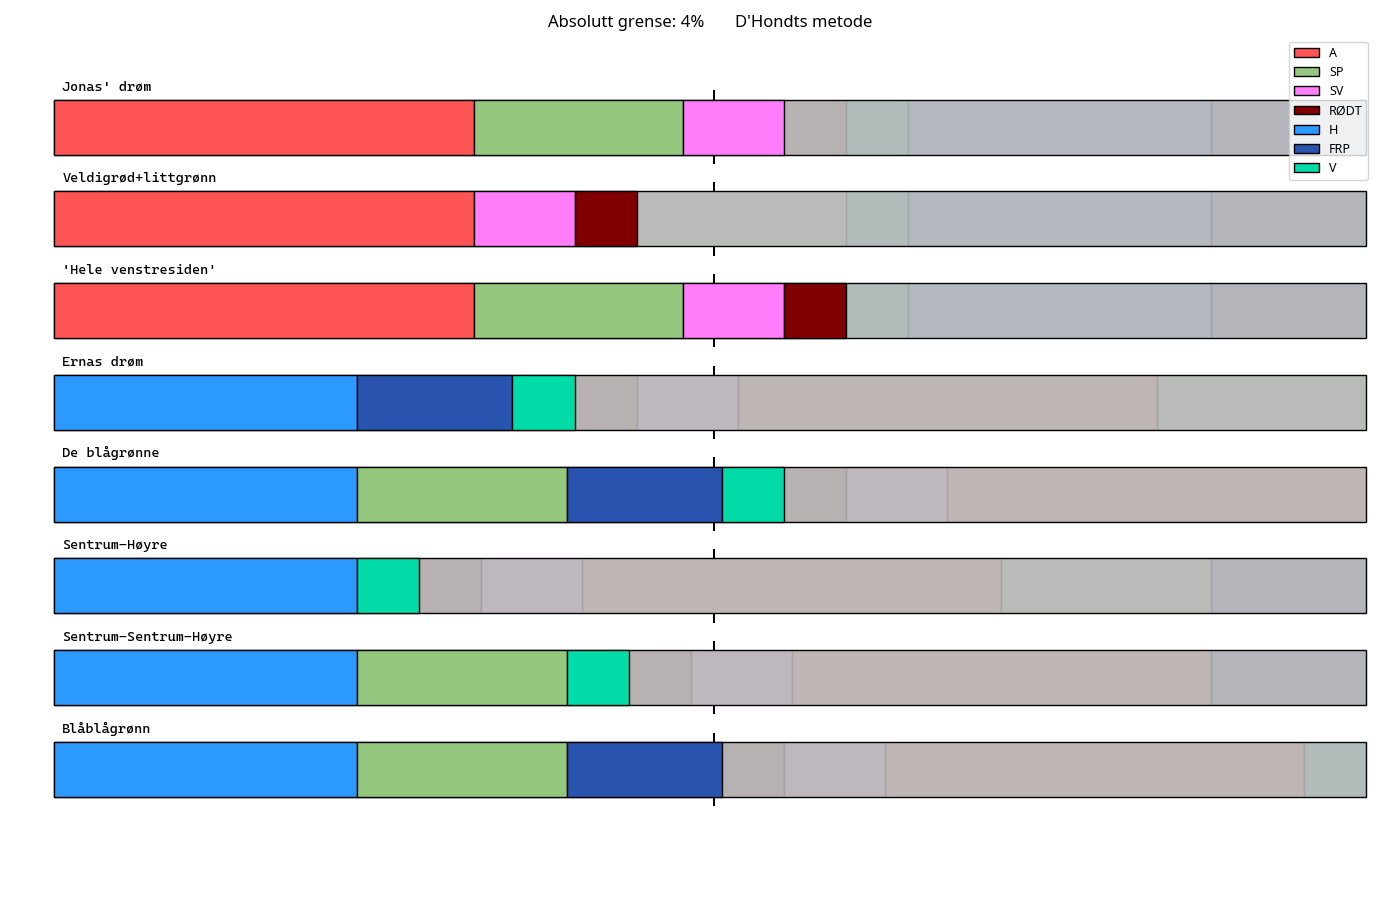 Absolutt grense: 4%  D'Hondts metode
A
SP
SV
RØDT
H
FRP
V
Jonas' drøm
Veldigrød+littgrønn
'Hele venstresiden'
Ernas drøm
De blågrønne
Sentrum-Høyre
Sentrum-Sentrum-Høyre
Blåblågrønn